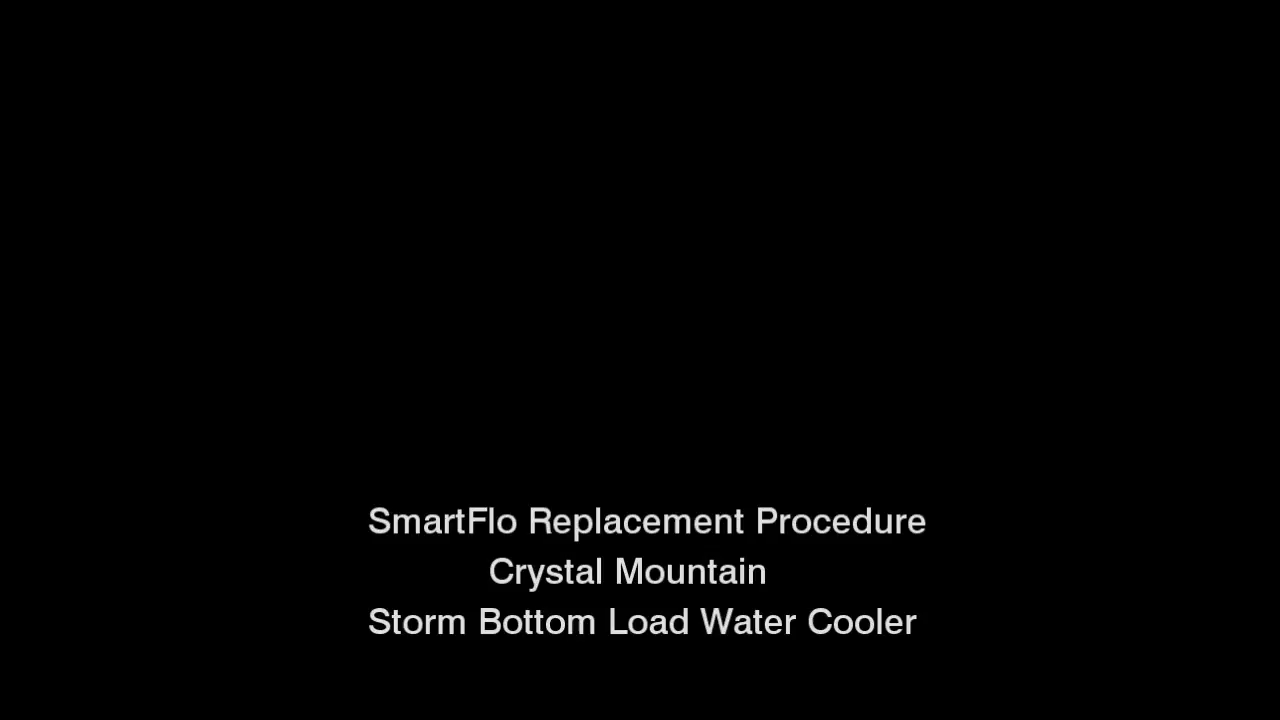 SmartFlo Replacement Procedure
Crystal Mountain
Storm Bottom Load Water Cooler